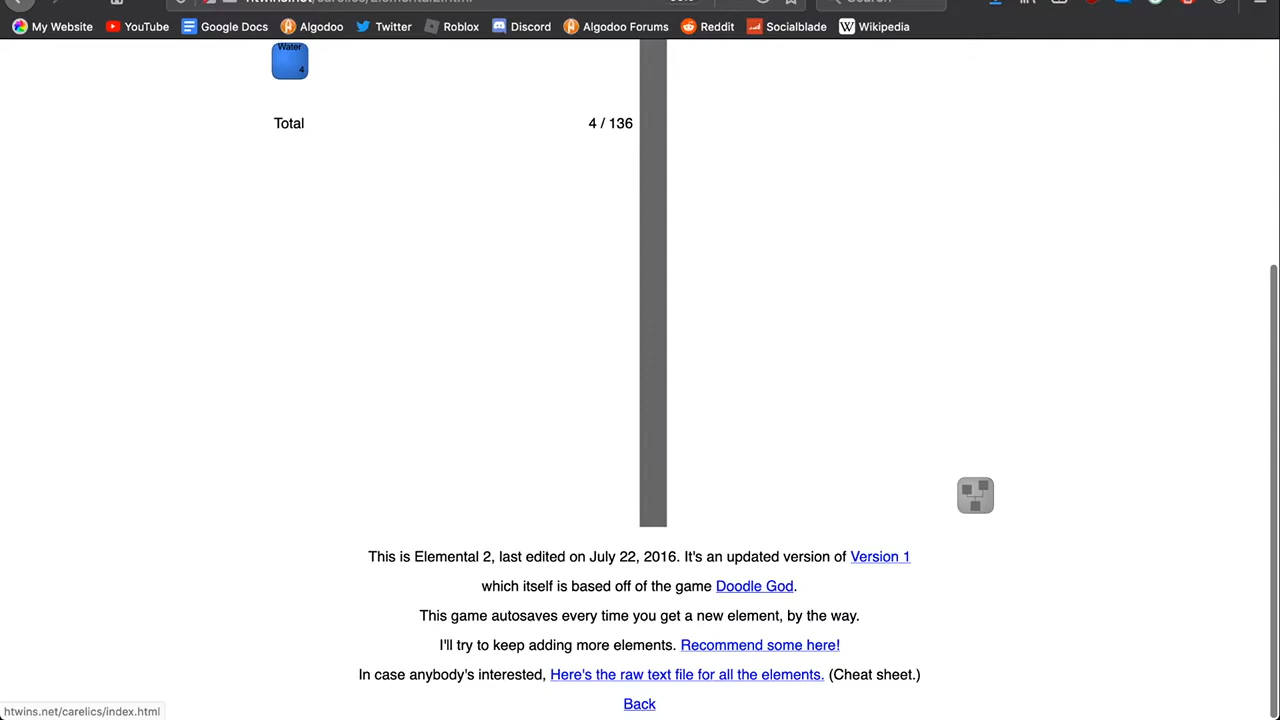 My Website YouTube Google Docs Algodoo Twitter Roblox Discord Algodoo Forums Reddit Socialblade Wikipedia
Water
4
Total 4 / 136
This is Elemental 2, last edited on July 22, 2016. It's an updated version of Version 1
which itself is based off of the game Doodle God.
This game autosaves every time you get a new element, by the way.
I'll try to keep adding more elements. Recommend some here!
In case anybody's interested, Here's the raw text file for all the elements. (Cheat sheet.)
Back
htwins.net/carelics/index.html